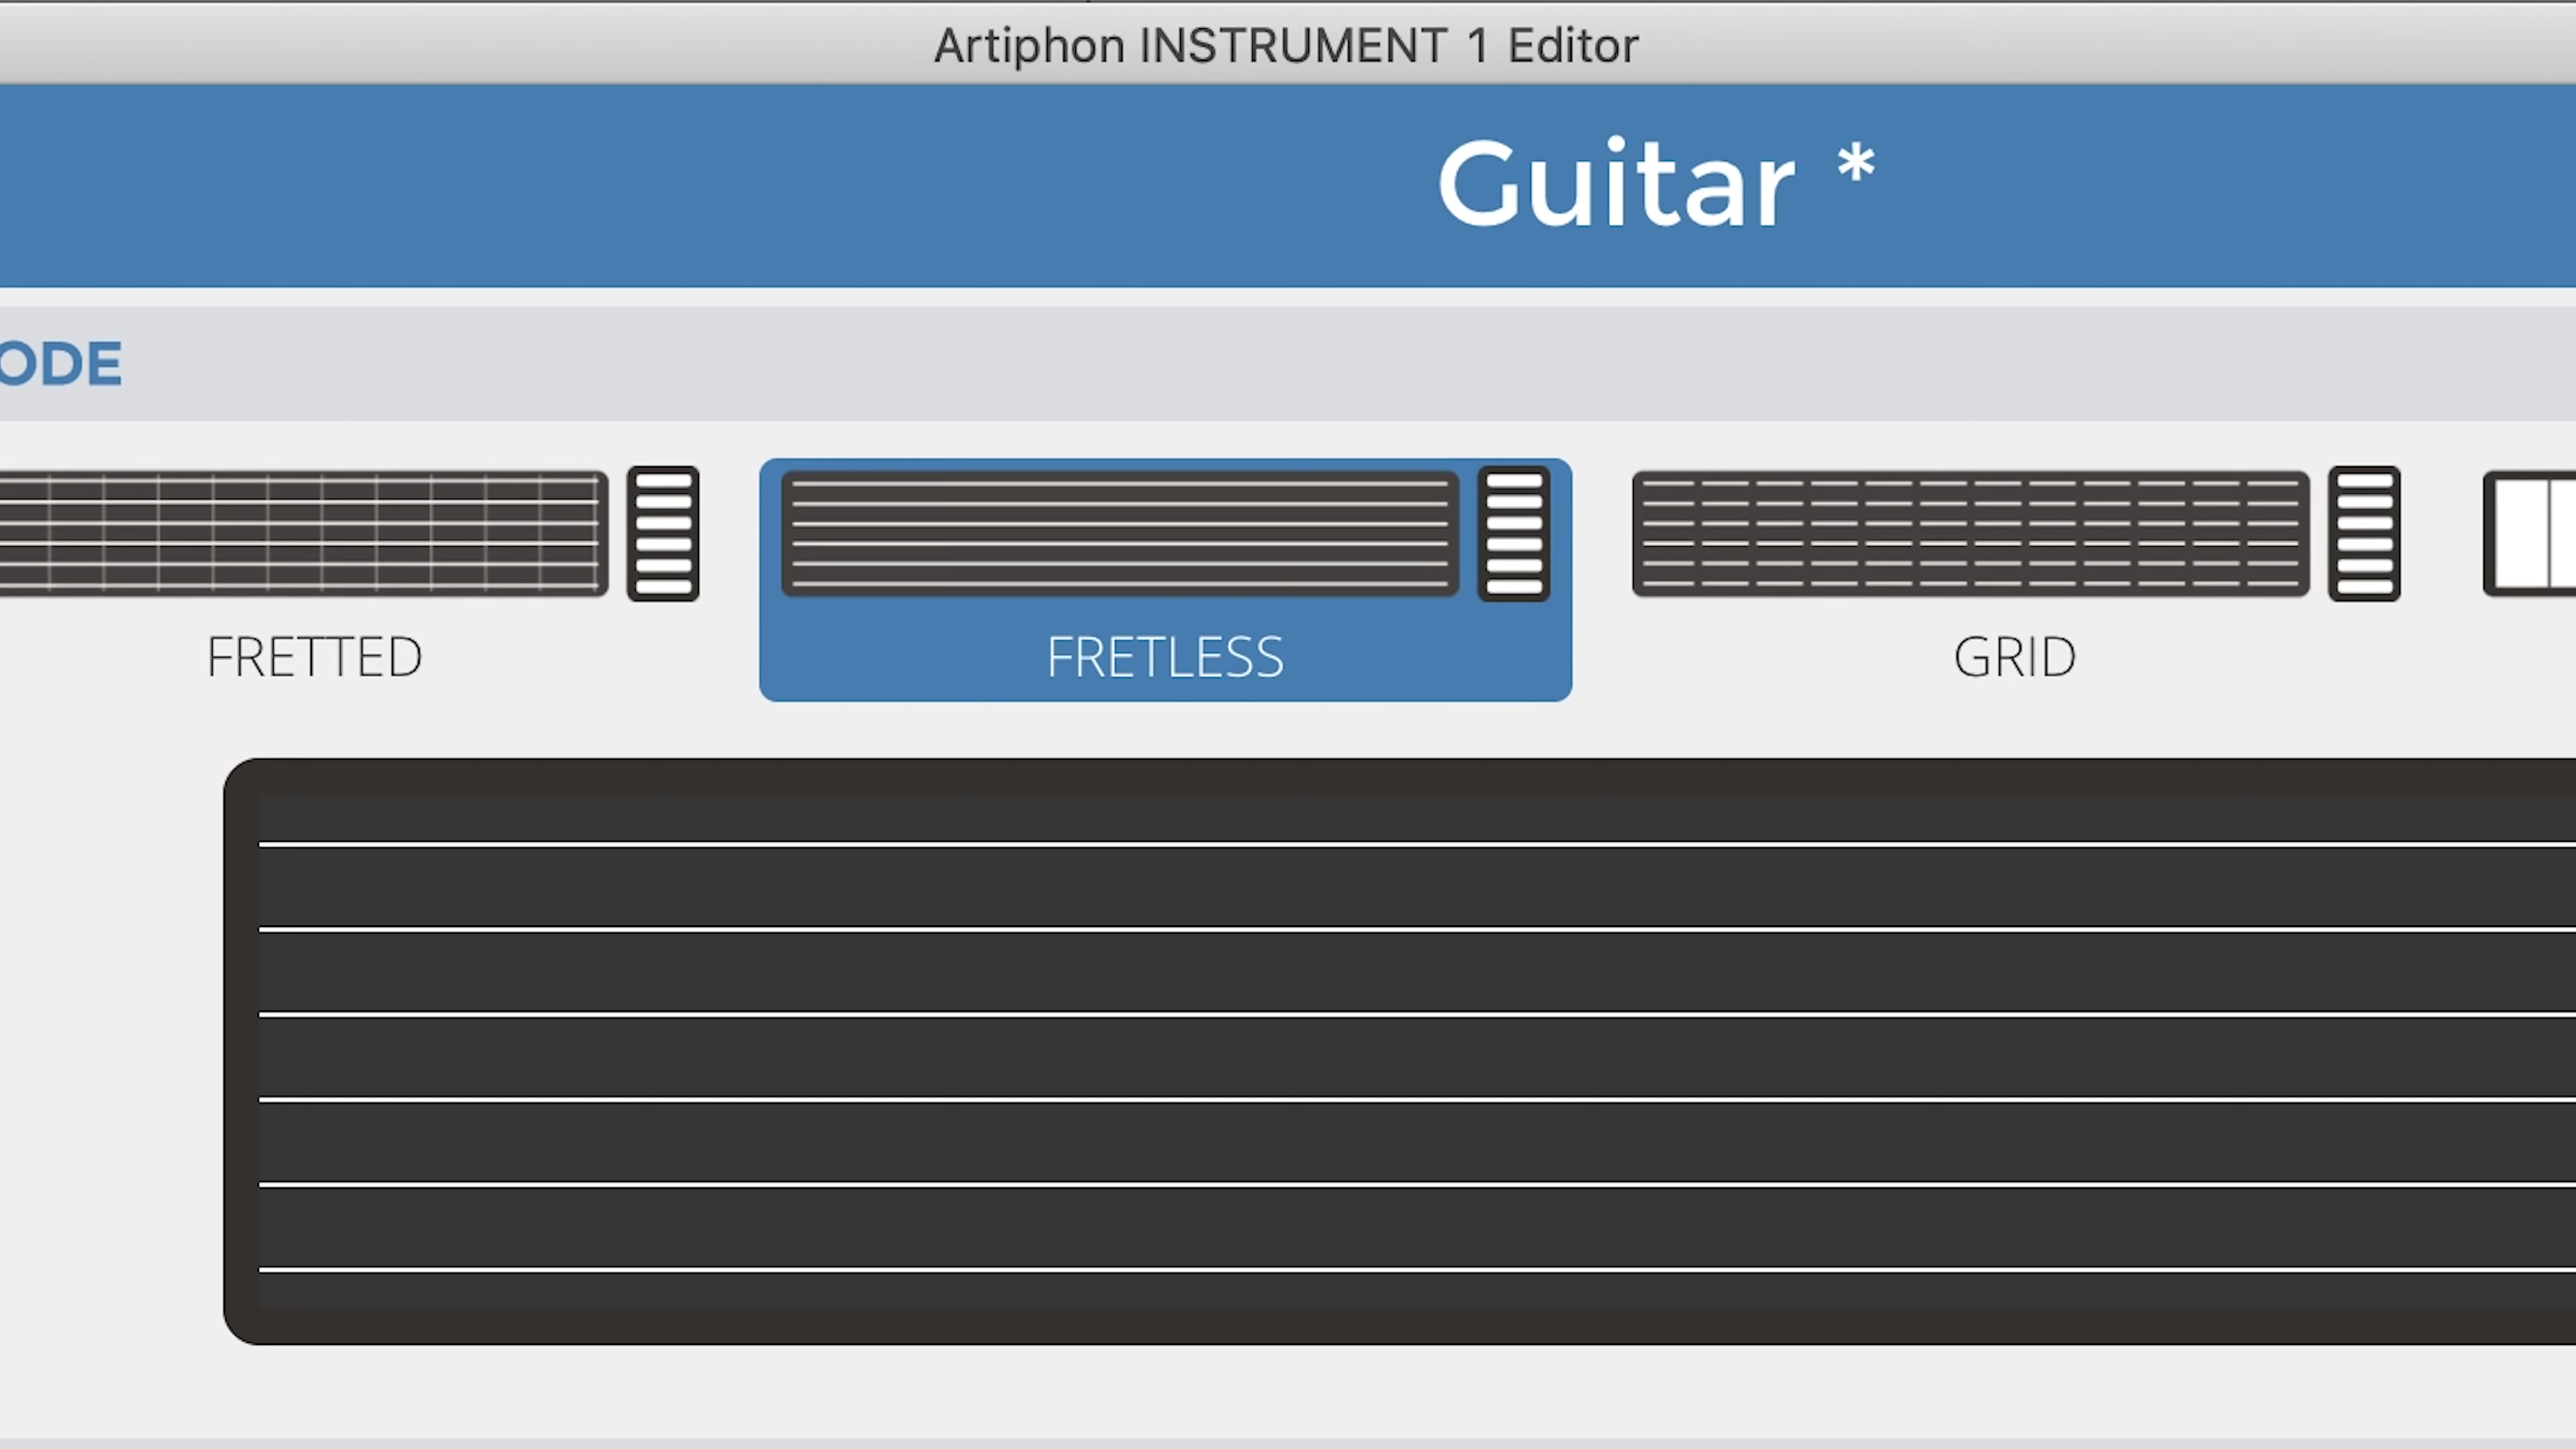 Artiphon INSTRUMENT 1 Editor
Guitar *
ODE
FRETTED
FRETLESS
GRID